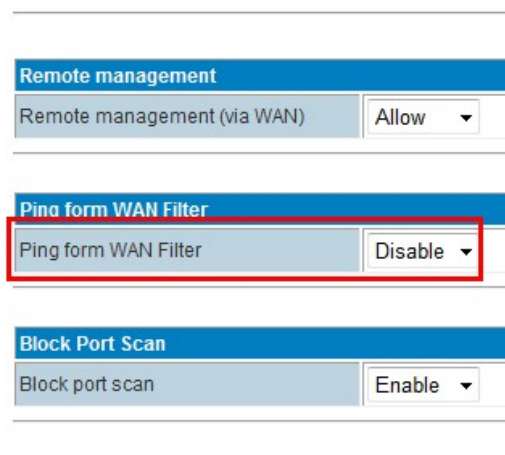 Remote management
Remote management (via WAN) Allow
Ping form WAN Filter
Ping form WAN Filter Disable
Block Port Scan
Block port scan Enable